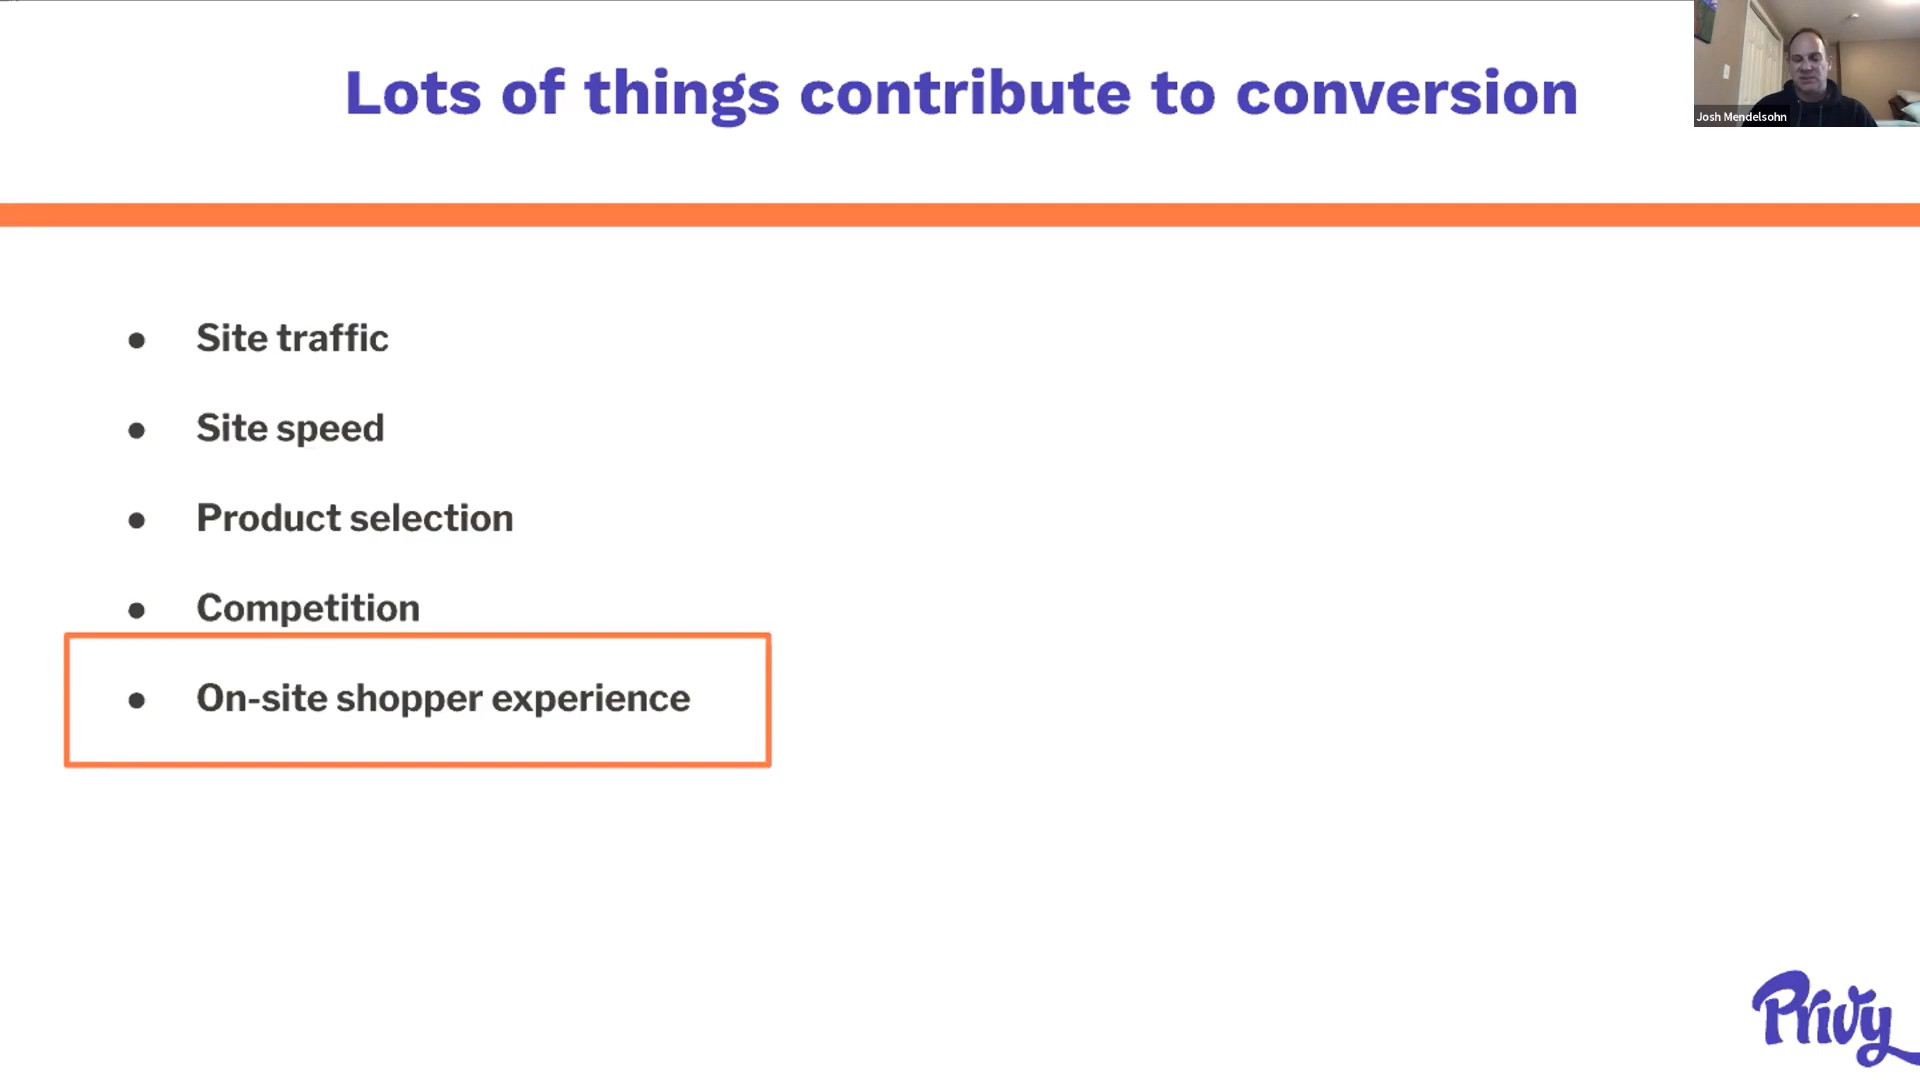 Lots of things contribute to conversion
Josh Mendelsohn
● Site traffic
● Site speed
● Product selection
● Competition
● On-site shopper experience
Privy